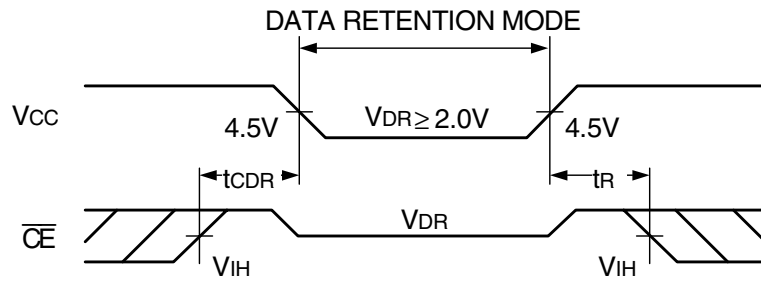 DATA RETENTION MODE
VCC
4.5V
VDR ≥ 2.0V
4.5V
tCDR
tR
CE
VDR
VIH
VIH